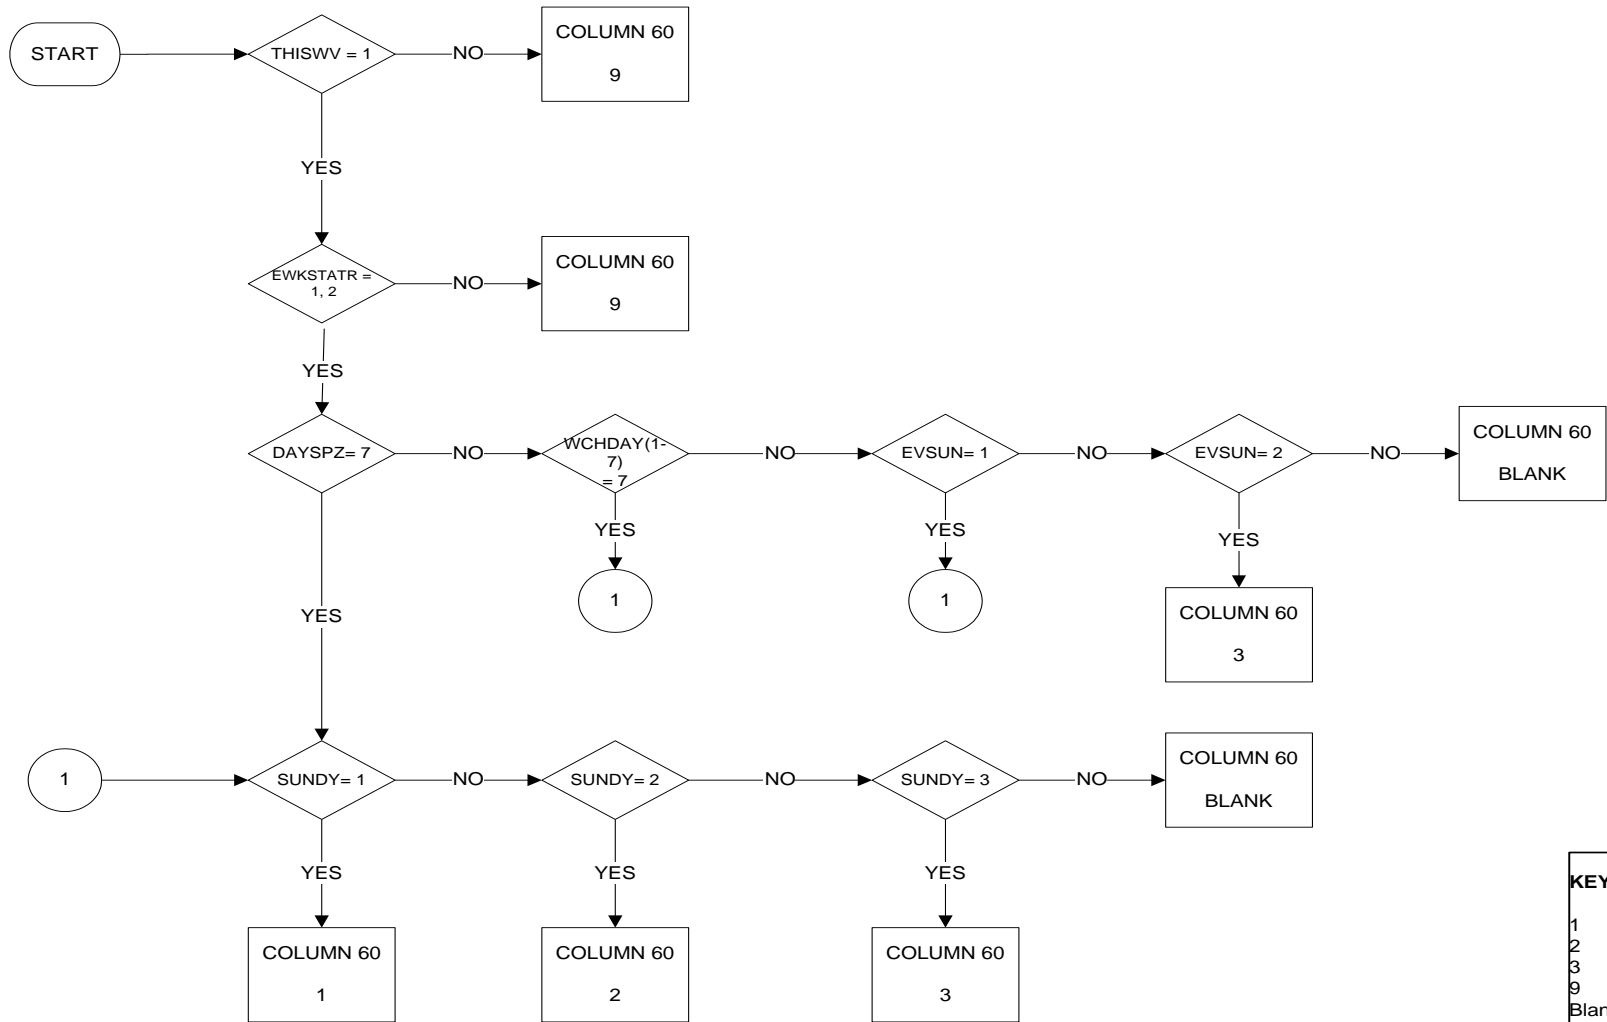 START
THISWV = 1
NO
COLUMN 60
9
YES
EWKSTATR =
1, 2
NO
COLUMN 60
9
YES
DAYSPZ= 7
NO
WCHDAY(1-
7)
= 7
NO
EVSUN= 1
NO
EVSUN= 2
NO
COLUMN 60
BLANK
YES
1
YES
1
YES
COLUMN 60
3
YES
1
SUNDY= 1
NO
SUNDY= 2
NO
SUNDY= 3
NO
COLUMN 60
BLANK
YES
COLUMN 60
1
YES
COLUMN 60
2
YES
COLUMN 60
3
KEY
1
2
3
9